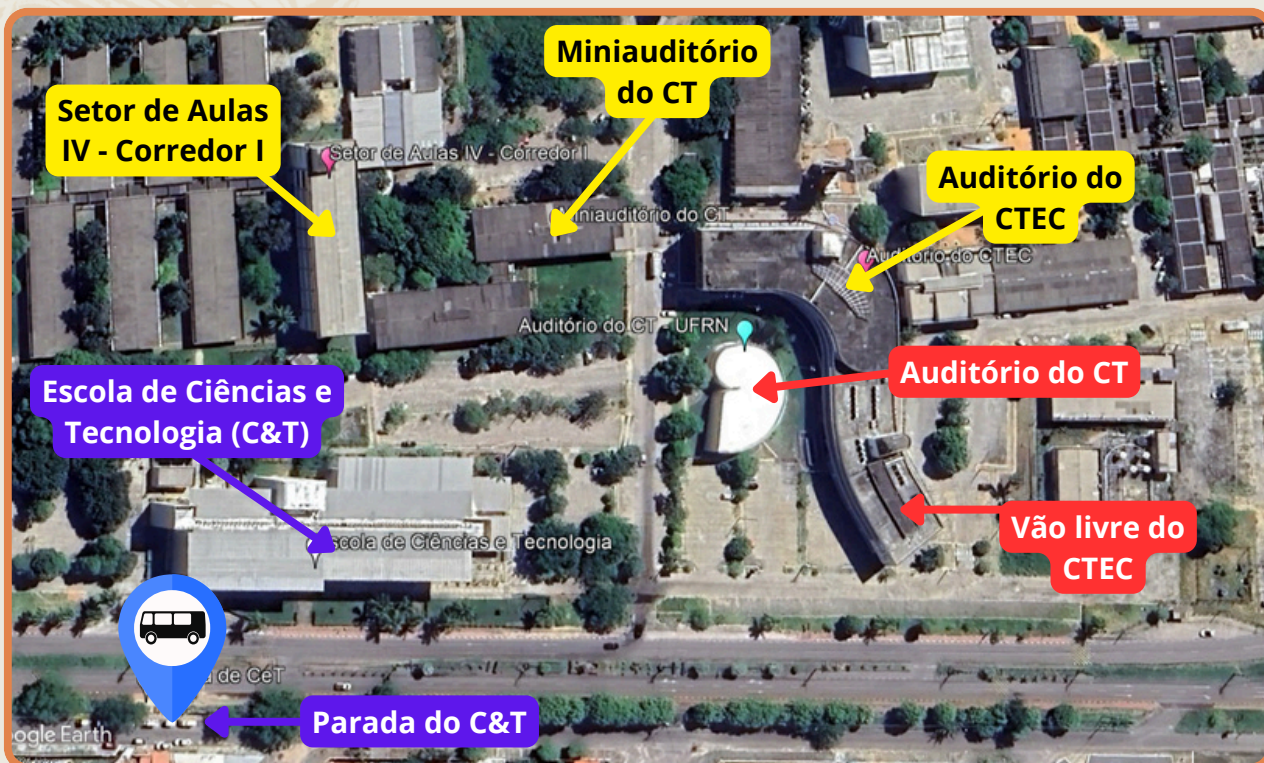 Miniauditório
do CT
Setor de Aulas
IV - Corredor I
Setor de Aulas IV - Corredor I
Auditório do
CTEC
Miniauditório do CT
Auditório do CTEC
Auditório do CT - UFRN
Auditório do CT
Escola de Ciências e
Tecnologia (C&T)
Vão livre do
CTEC
Escola de Ciências e Tecnologia
de CeT
Parada do C&T
oogle Earth